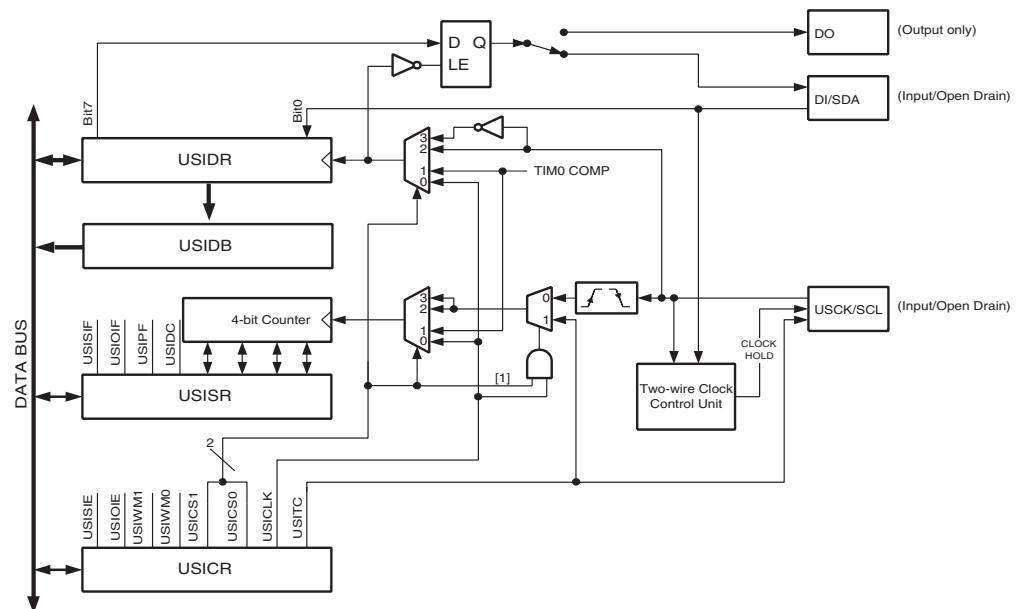 D Q
LE
DO
(Output only)
DI/SDA
(Input/Open Drain)
Bit7
Bit0
USIDR
3
2
1
0
TIM0 COMP
USIDB
DATA BUS
4-bit Counter
3
2
1
0
0
1
USCK/SCL
(Input/Open Drain)
CLOCK
HOLD
USISIF
USIOIF
USIPF
USIDC
[1]
USISR
Two-wire Clock
Control Unit
2
USISIE
USIOIE
USIWM1
USIWM0
USICS1
USICS0
USICLK
USITC
USICR